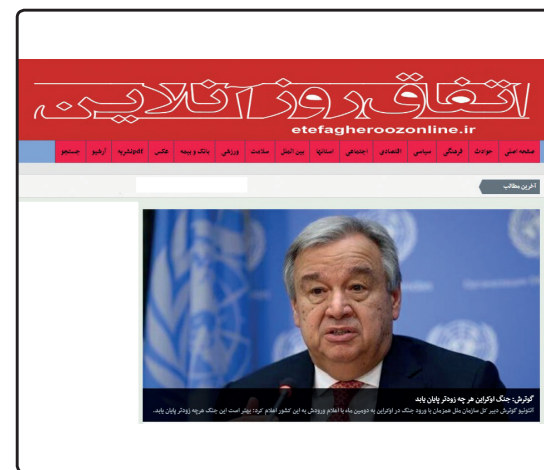 اتفاق روز آنلاین
etefagheroozonline.ir
صفحه اصلی حوادث فرهنگی سیاسی اقتصادی اجتماعی استانها بین الملل سلامت ورزشی بانک و بیمه عکس pdfنشریه آرشیو جستجو
آخرین مطالب
گوترش: جنگ اوکراین هر چه زودتر پایان یابد
آنتونیو گوترش دبیر کل سازمان ملل همزمان با ورود جنگ در اوکراین به دومین ماه با اعلام ورودش به این کشور اعلام کرد: بهتر است این جنگ هرچه زودتر پایان یابد.